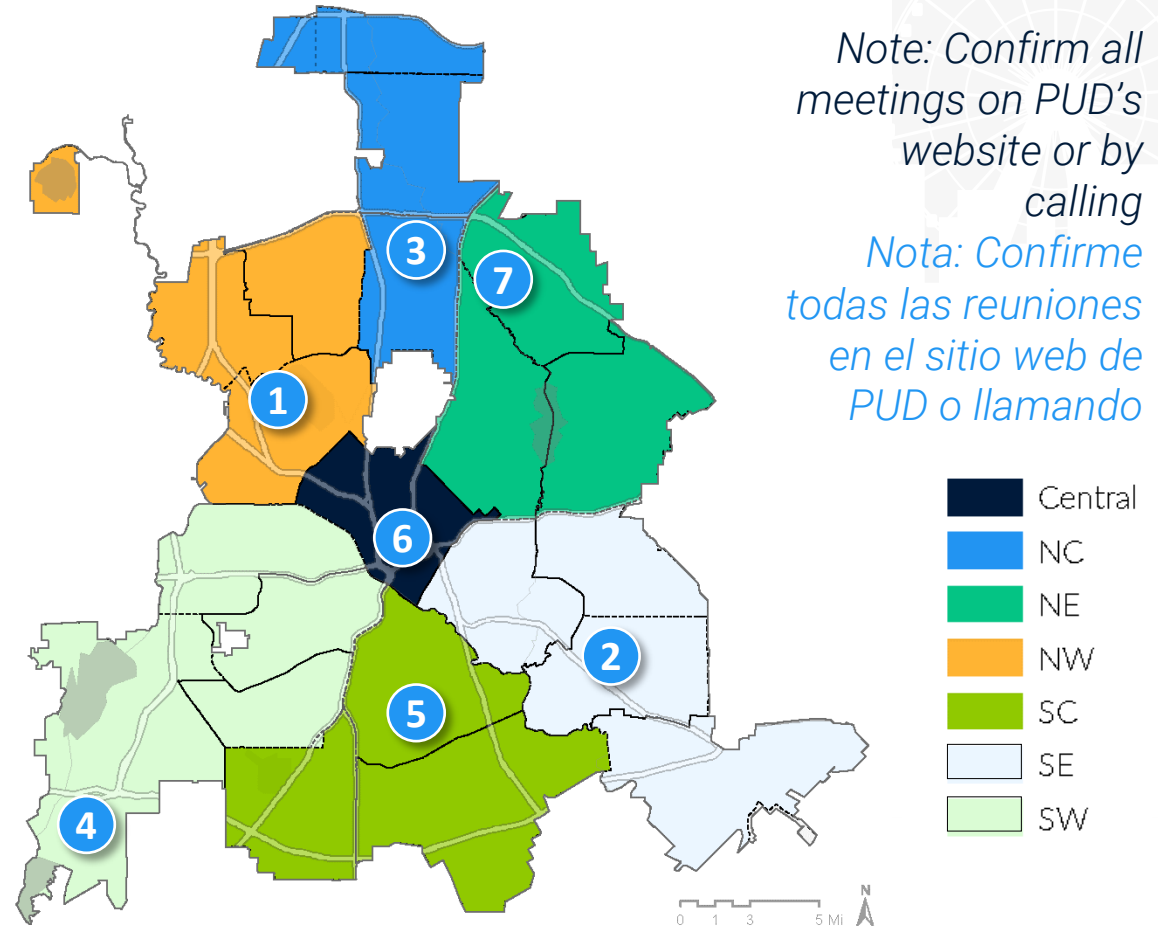 Note: Confirm all
meetings on PUD’s
website or by
calling
Nota: Confirme
todas las reuniones
en el sitio web de
PUD o llamando
3
7
1
6
2
5
4
Central
NC
NE
NW
SC
SE
SW
N
0 1 3 5 Mi